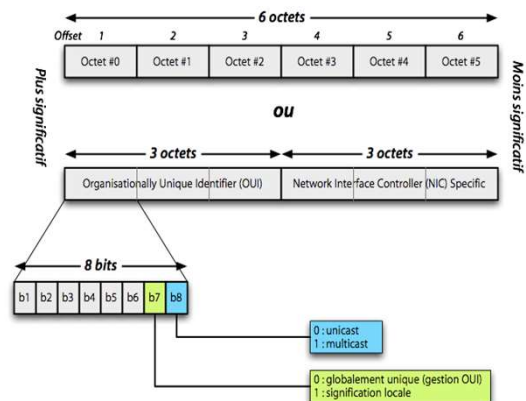 6 octets
Offset 1 2 3 4 5 6
Octet #0 Octet #1 Octet #2 Octet #3 Octet #4 Octet #5
Plus significatif
Moins significatif
ou
3 octets 3 octets
Organisationally Unique Identifier (OUI) Network Interface Controller (NIC) Specific
8 bits
b1 b2 b3 b4 b5 b6 b7 b8
0 : unicast
1 : multicast
0 : globalement unique (gestion OUI)
1 : signification locale